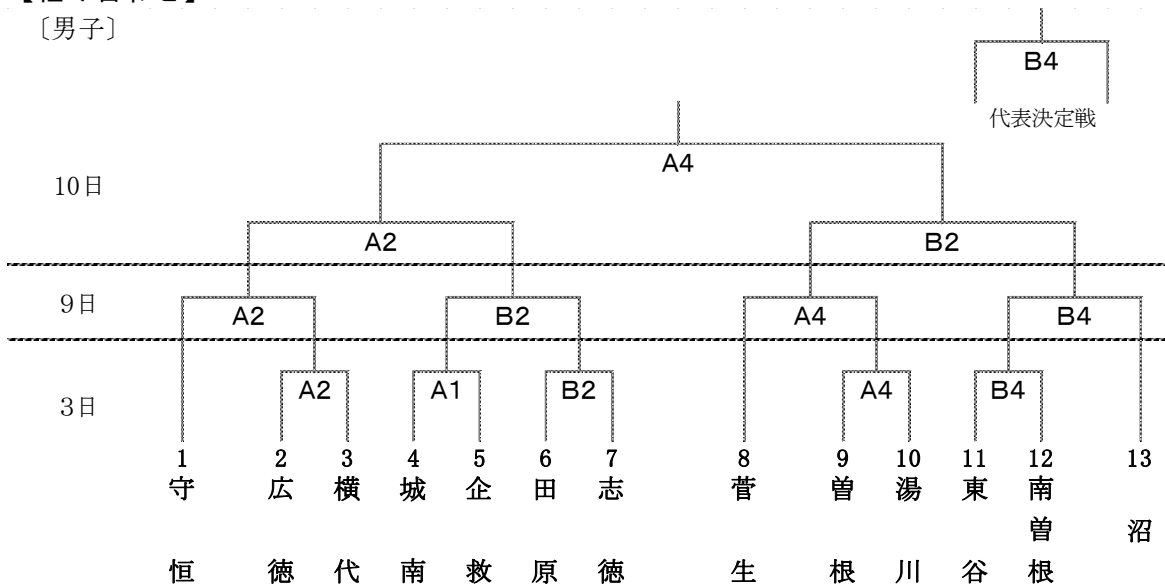 〔男子〕
B4
代表決定戦
A4
10日
A2 B2
9日
A2 B2 A4 B4
A2 A1 B2 A4 B4
3日
1 2 3 4 5 6 7 8 9 10 11 12 13
守恒
広徳
横代
城南
企救
田原
志徳
菅生
曽根
湯川
東谷
南曽根
沼